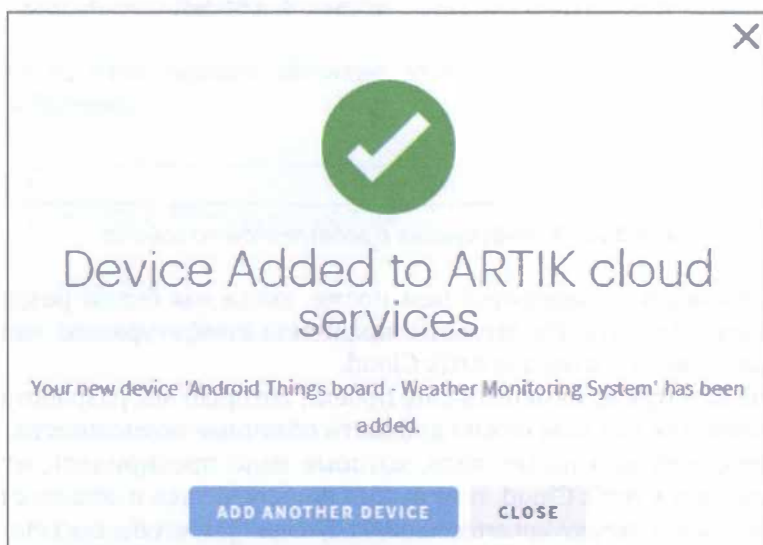 Device Added to ARTIK cloud
services
Your new device 'Android Things board - Weather Monitoring System' has been
added.
ADD ANOTHER DEVICE
CLOSE